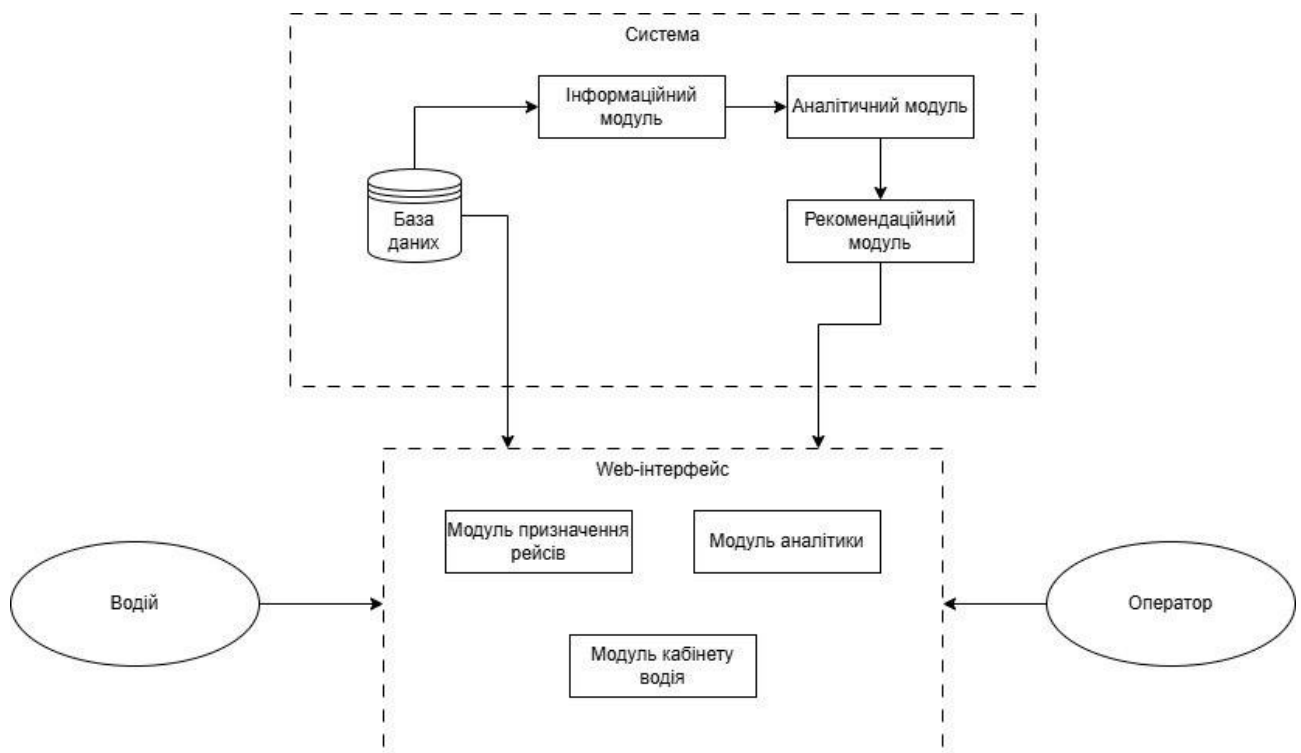 Система
Інформаційний
модуль
Аналітичний модуль
База
даних
Рекомендаційний
модуль
Web-інтерфейс
Модуль призначення
рейсів
Модуль аналітики
Водій
Оператор
Модуль кабінету
водія